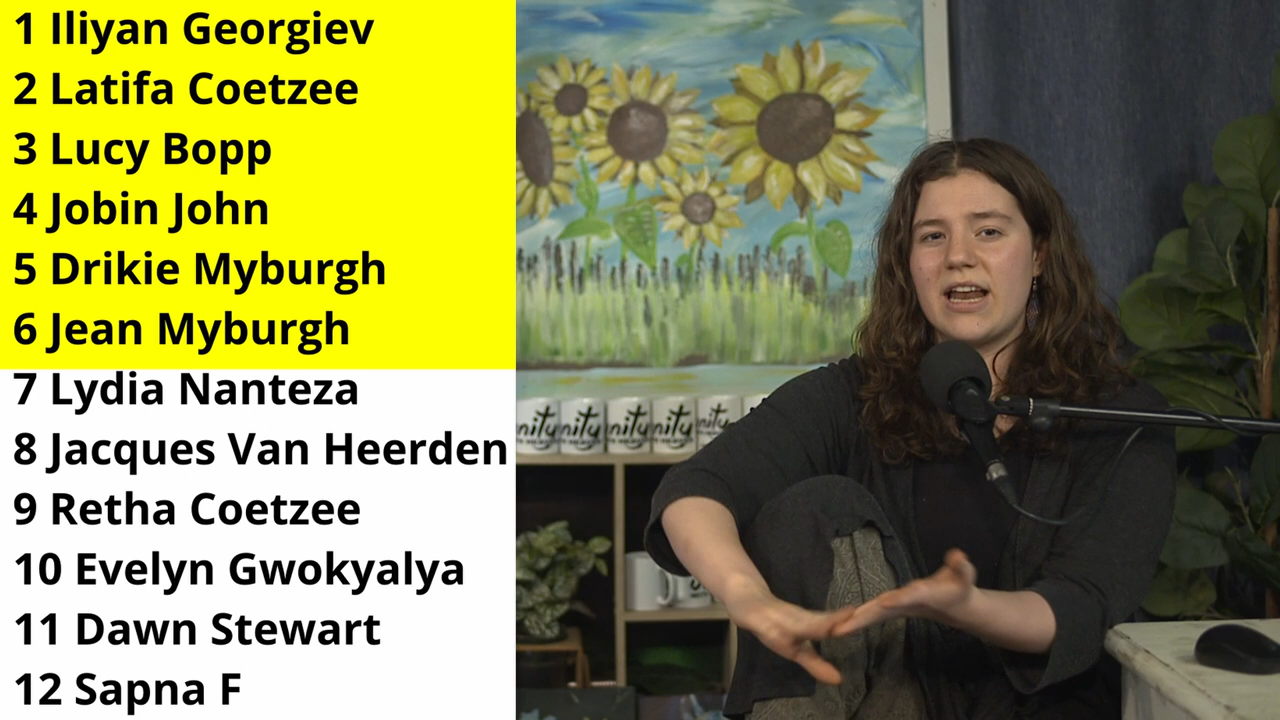 1 Iliyan Georgiev
2 Latifa Coetzee
3 Lucy Bopp
4 Jobin John
5 Drikie Myburgh
6 Jean Myburgh
7 Lydia Nanteza
8 Jacques Van Heerden
9 Retha Coetzee
10 Evelyn Gwokyalya
11 Dawn Stewart
12 Sapna F